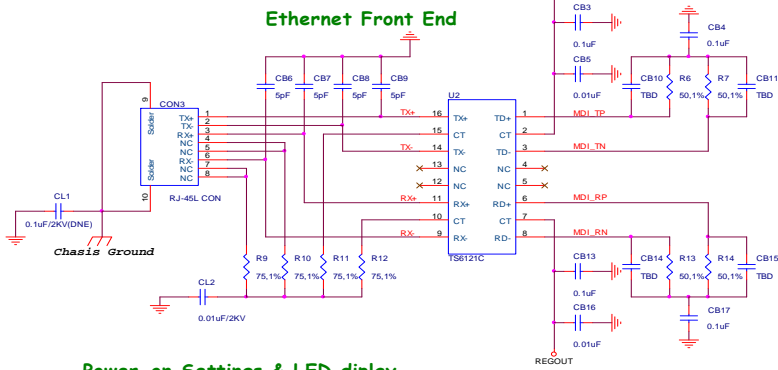 Ethernet Front End
CB3
0.1uF
CB4
0.1uF
CB5
0.01uF
CB6
5pF
CB7
5pF
CB8
5pF
CB9
5pF
CB10
TBD
R6
50,1%
R7
50,1%
CB11
TBD
CON3
9
Solder
Solder
10
TX+ 1
TX- 2
RX+ 3
NC 4
NC 5
RX- 6
NC 7
NC 8
RJ-45L CON
U2
TX+ 16 TX+ TD+ 1 MDI_TP
15 CT CT 2
TX- 14 TX- TD- 3 MDI_TN
13 NC NC 4
12 NC NC 5
RX+ 11 RX+ RD+ 6 MDI_RP
10 CT CT 7
RX- 9 RX- RD- 8 MDI_RN
TS6121C
CL1
0.1uF/2KV(DNE)
Chasis Ground
R9
75,1%
R10
75,1%
R11
75,1%
R12
75,1%
CL2
0.01uF/2KV
CB13
0.1uF
CB14
TBD
R13
50,1%
R14
50,1%
CB15
TBD
CB16
0.01uF
CB17
0.1uF
REGOUT
Power on Settings & LED diplay